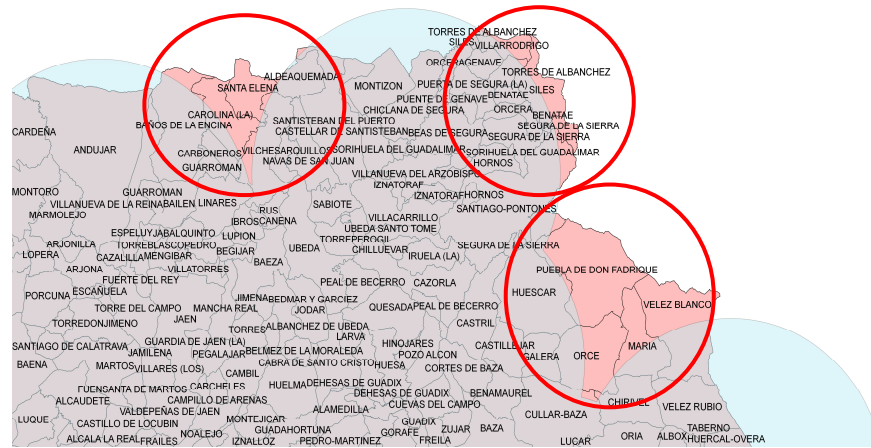 TORRES DE ALBANCHEZ
SILES
VILLARRODRIGO
ORCERA
GENAVE
ALDEAQUEMADA
TORRES DE ALBANCHEZ
SANTA ELENA
MONTIZON
PUERTA DE SEGURA (LA)
SILES
PUENTE DE GENAVE
BENATAE
CHICLANA DE SEGURA
ORCERA
CAROLINA (LA)
BENATAE
BAÑOS DE LA ENCINA
SANTISTEBAN DEL PUERTO
SEGURA DE LA SIERRA
CARDEÑA
CASTELLAR DE SANTISTEBAN
BEAS DE SEGURA
SEGURA DE LA SIERRA
ANDUJAR
CARBONEROS
VILCHES
ARQUILLOS
SORIHUELA DEL GUADALIMAR
SORIHUELA DEL GUADALIMAR
NAVAS DE SAN JUAN
HORNOS
GUARROMAN
VILLANUEVA DEL ARZOBISPO
IZNATORAF
MONTORO
GUARROMAN
IZNATORAF
HORNOS
VILLANUEVA DE LA REINA
BAILEN
LINARES
SABIOTE
MARMOLEJO
RUS
VILLACARRILLO
SANTIAGO-PONTONES
IBROS
CANENA
UBEDA
SANTO TOME
ESPELUY
JABALQUINTO
LUPION
TORREPEROGIL
ARJONILLA
TORREBLASCOPEDRO
UBEDA
CHILLUEVAR
SEGURA DE LA SIERRA
LOPERA
CAZALILLA
MENGIBAR
BEGIJAR
IRUELA (LA)
BAEZA
ARJONA
VILLATORRES
PUEBLA DE DON FADRIQUE
FUERTE DEL REY
PEAL DE BECERRO
CAZORLA
ESCAÑUELA
HUESCAR
PORCUNA
JIMENA
BEDMAR Y GARCIEZ
VELEZ BLANCO
TORRE DEL CAMPO
MANCHA REAL
JODAR
QUESADA
PEAL DE BECERRO
JAEN
TORREDONJIMENO
TORRES
ALBANCHEZ DE UBEDA
CASTRIL
LARVA
GUARDIA DE JAEN (LA)
HINOJARES
CASTILLEJAR
MARIA
SANTIAGO DE CALATRAVA
JAMILENA
PEGALAJAR
BELMEZ DE LA MORALEDA
POZO ALCON
GALERA
ORCE
BAENA
MARTOS
VILLARES (LOS)
CABRA DE SANTO CRISTO
HUESA
CORTES DE BAZA
CAMBIL
FUENSANTA DE MARTOS
CARCHELES
HUELMA
DEHESAS DE GUADIX
DEHESAS DE GUADIX
BENAMAUREL
ALCAUDETE
CAMPILLO DE ARENAS
CHIRIVEL
CUEVAS DEL CAMPO
VELEZ RUBIO
VALDEPEÑAS DE JAEN
ALAMEDILLA
CULLAR-BAZA
LUQUE
CASTILLO DE LOCUBIN
MONTEJICAR
GUADIX
TABERNO
NOALEJO
GUADAHORTUNA
GORAFE
ZUJAR
BAZA
ORIA
ALBOX
HUERCAL-OVERA
ALCALA LA REAL
FRAILES
IZNALLOZ
PEDRO-MARTINEZ
FREILA
LUCAR